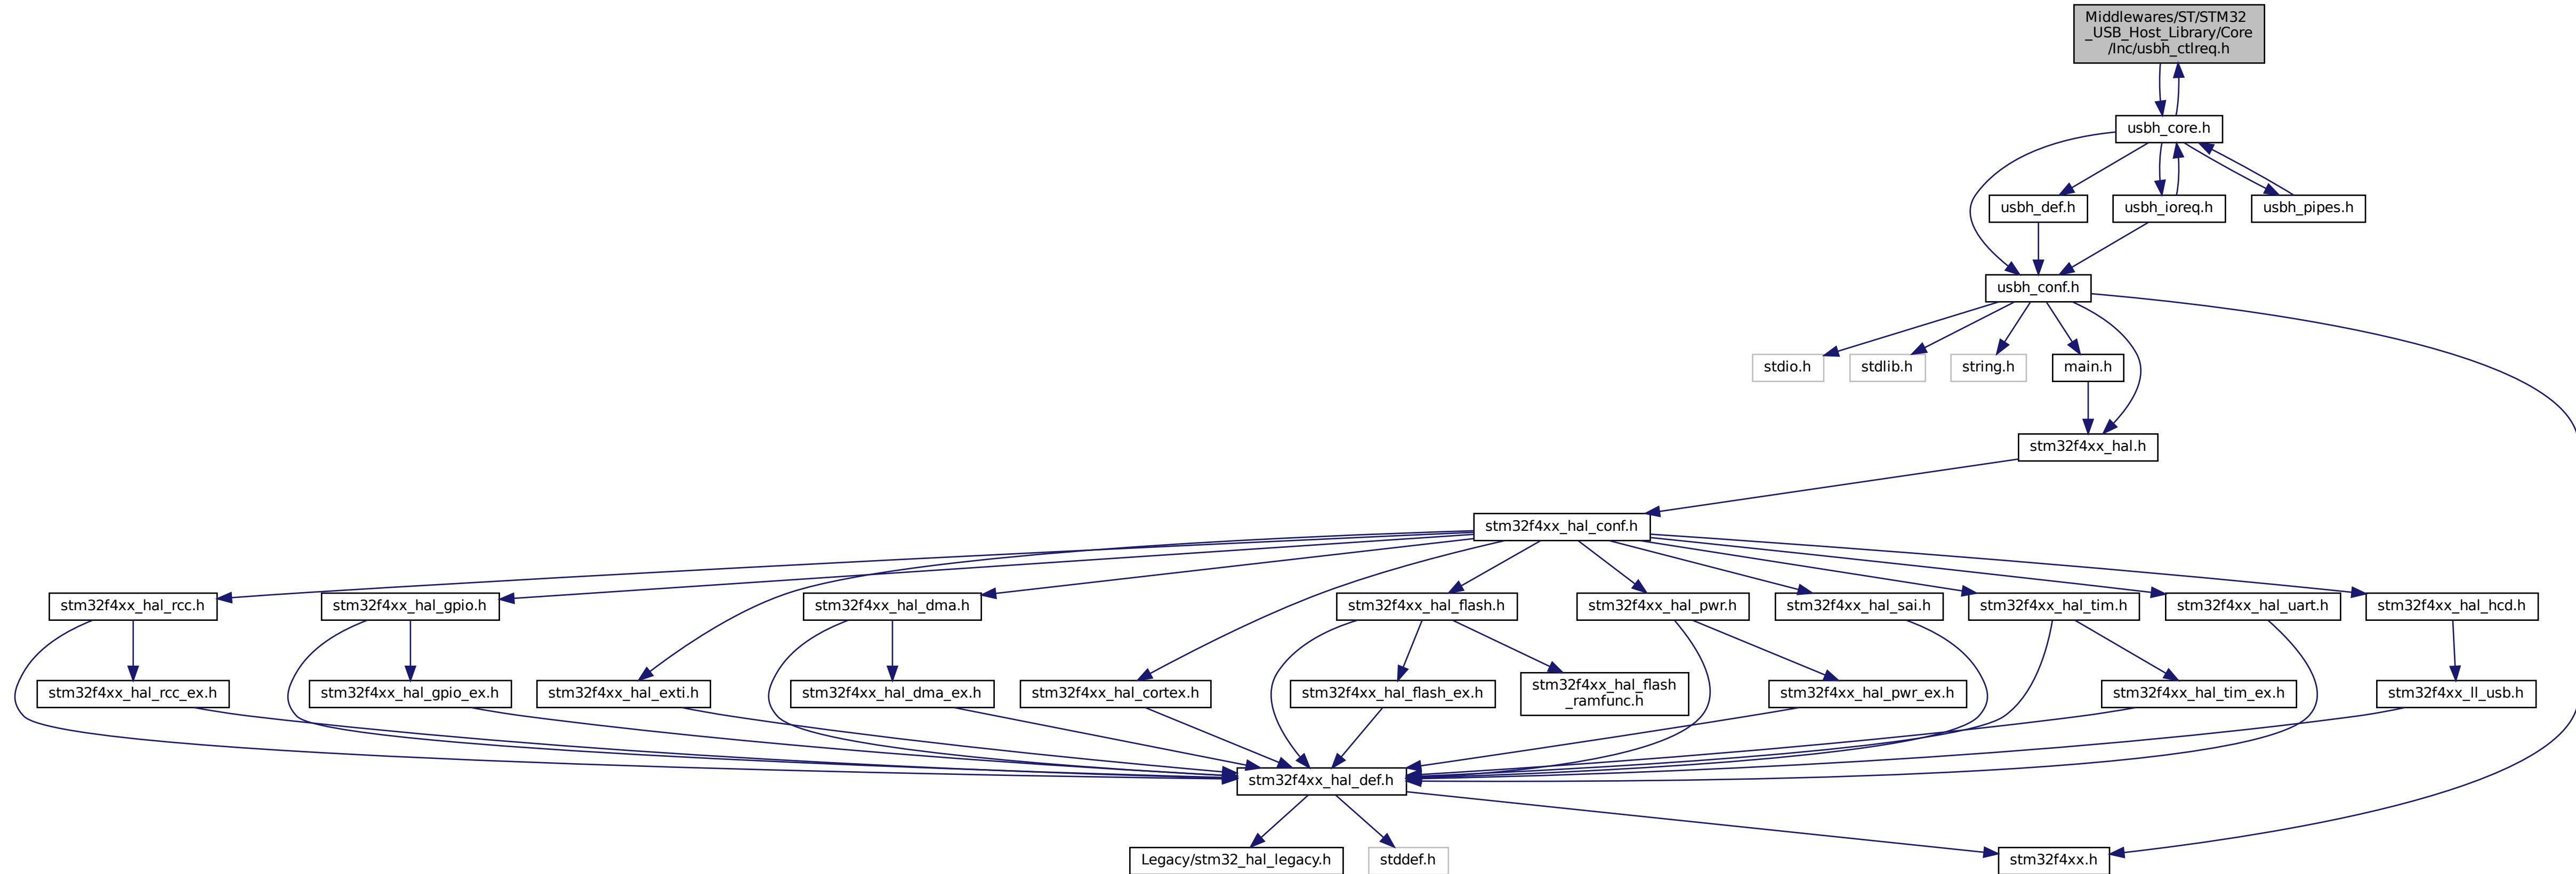 Middlewares/ST/STM32
_USB_Host_Library/Core
/Inc/usbh_ctlreq.h
usbh_core.h
usbh_def.h
usbh_ioreq.h
usbh_pipes.h
usbh_conf.h
stdio.h
stdlib.h
string.h
main.h
stm32f4xx_hal.h
stm32f4xx_hal_conf.h
stm32f4xx_hal_rcc.h
stm32f4xx_hal_gpio.h
stm32f4xx_hal_dma.h
stm32f4xx_hal_flash.h
stm32f4xx_hal_pwr.h
stm32f4xx_hal_sai.h
stm32f4xx_hal_tim.h
stm32f4xx_hal_uart.h
stm32f4xx_hal_hcd.h
stm32f4xx_hal_rcc_ex.h
stm32f4xx_hal_gpio_ex.h
stm32f4xx_hal_exti.h
stm32f4xx_hal_dma_ex.h
stm32f4xx_hal_cortex.h
stm32f4xx_hal_flash_ex.h
stm32f4xx_hal_flash
_ramfunc.h
stm32f4xx_hal_pwr_ex.h
stm32f4xx_hal_tim_ex.h
stm32f4xx_ll_usb.h
stm32f4xx_hal_def.h
Legacy/stm32_hal_legacy.h
stddef.h
stm32f4xx.h